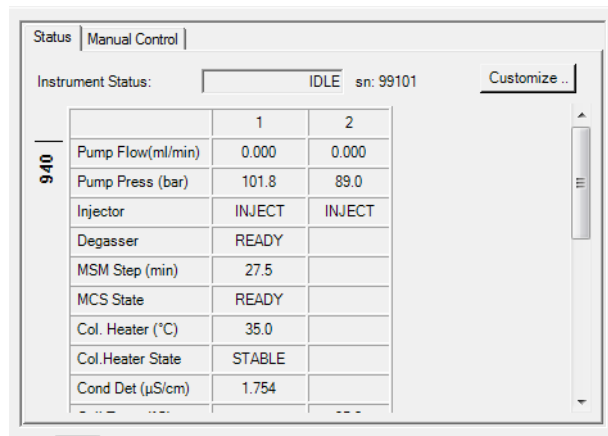 Status Manual Control
Instrument Status: IDLE sn: 99101 Customize ..
940
1 2
Pump Flow(ml/min) 0.000 0.000
Pump Press (bar) 101.8 89.0
Injector INJECT INJECT
Degasser READY
MSM Step (min) 27.5
MCS State READY
Col. Heater (°C) 35.0
Col.Heater State STABLE
Cond Det (µS/cm) 1.754